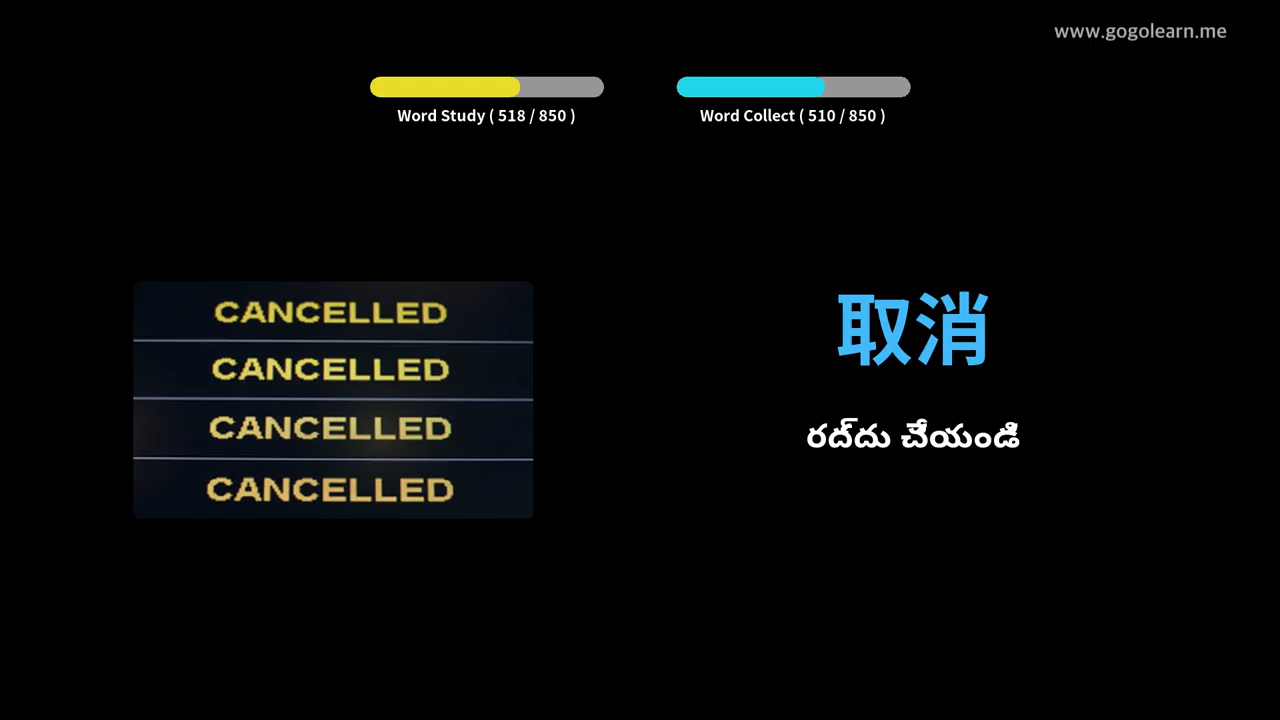 www.gogolearn.me
Word Study ( 518 / 850 )
Word Collect ( 510 / 850 )
CANCELLED
CANCELLED
CANCELLED
CANCELLED
取消
రద్దు చేయండి